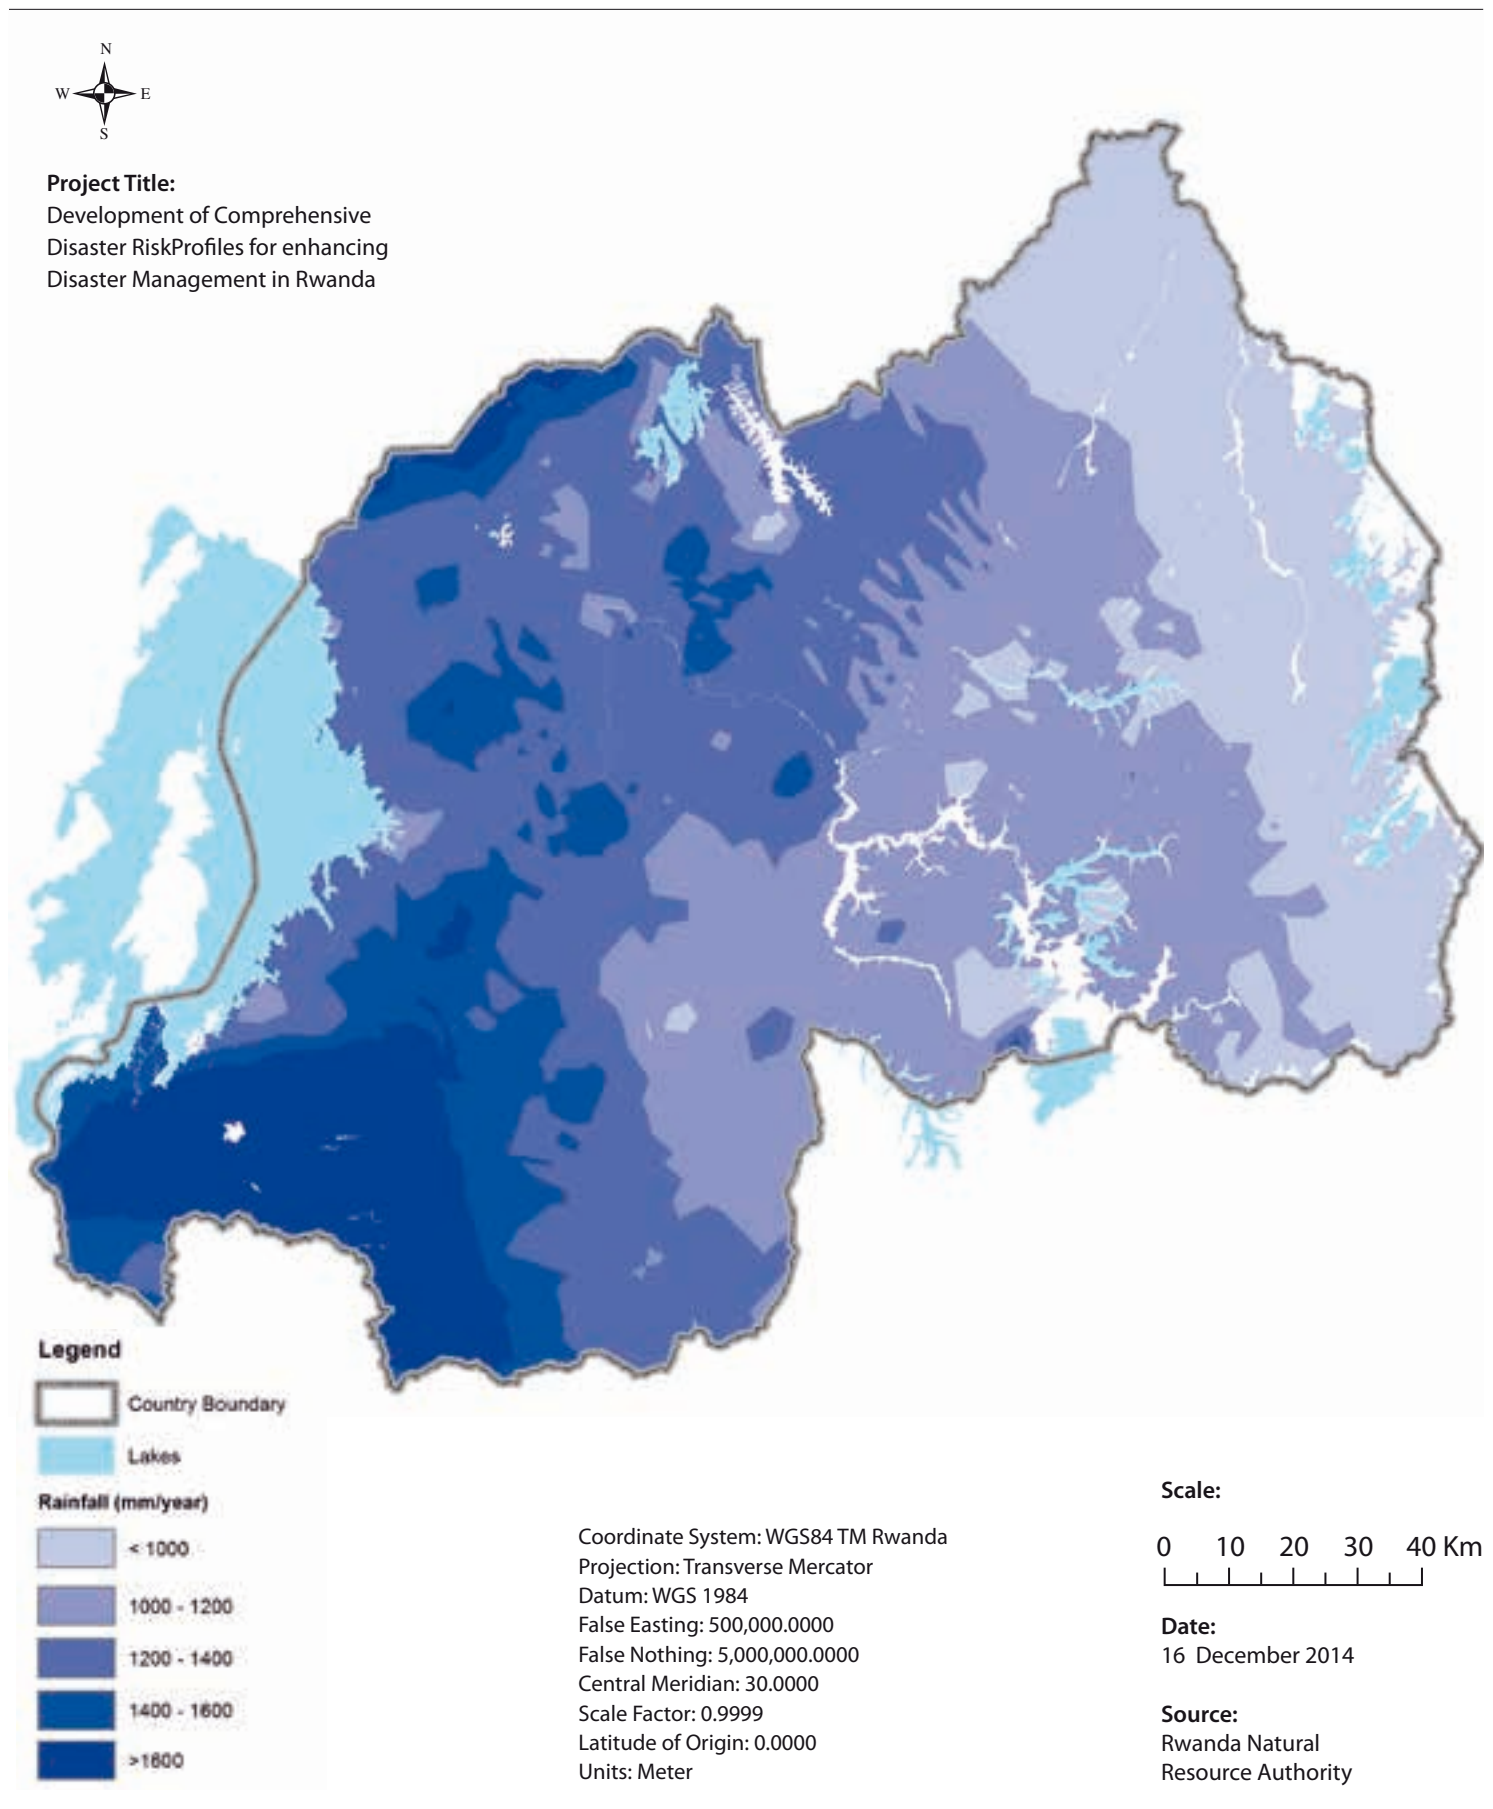 N
W E
S
Project Title:
Development of Comprehensive
Disaster RiskProfiles for enhancing
Disaster Management in Rwanda
Legend
Country Boundary
Lakes
Rainfall (mm/year)
< 1000
1000 - 1200
1200 - 1400
1400 - 1600
>1600
Coordinate System: WGS84 TM Rwanda
Projection: Transverse Mercator
Datum: WGS 1984
False Easting: 500,000.0000
False Nothing: 5,000,000.0000
Central Meridian: 30.0000
Scale Factor: 0.9999
Latitude of Origin: 0.0000
Units: Meter
Scale:
0 10 20 30 40 Km
Date:
16 December 2014
Source:
Rwanda Natural
Resource Authority